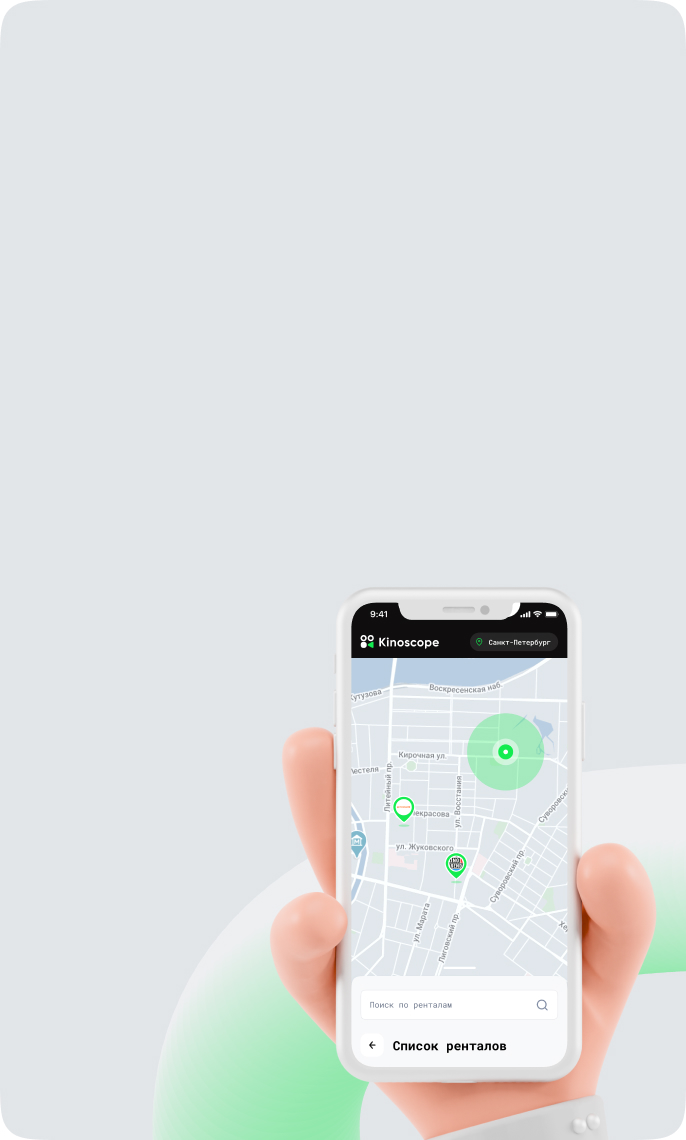 9:41
Kinoscope
Санкт-Петербург
Кутузова
Воскресенская наб.
Кирочная ул.
Пестеля
Литейный пр.
ул. Восстания
Некрасова
Суворовский
ул. Жуковского
Суворовский пр.
ул. Марата
Лиговский пр.
Поиск по ренталам
Список ренталов